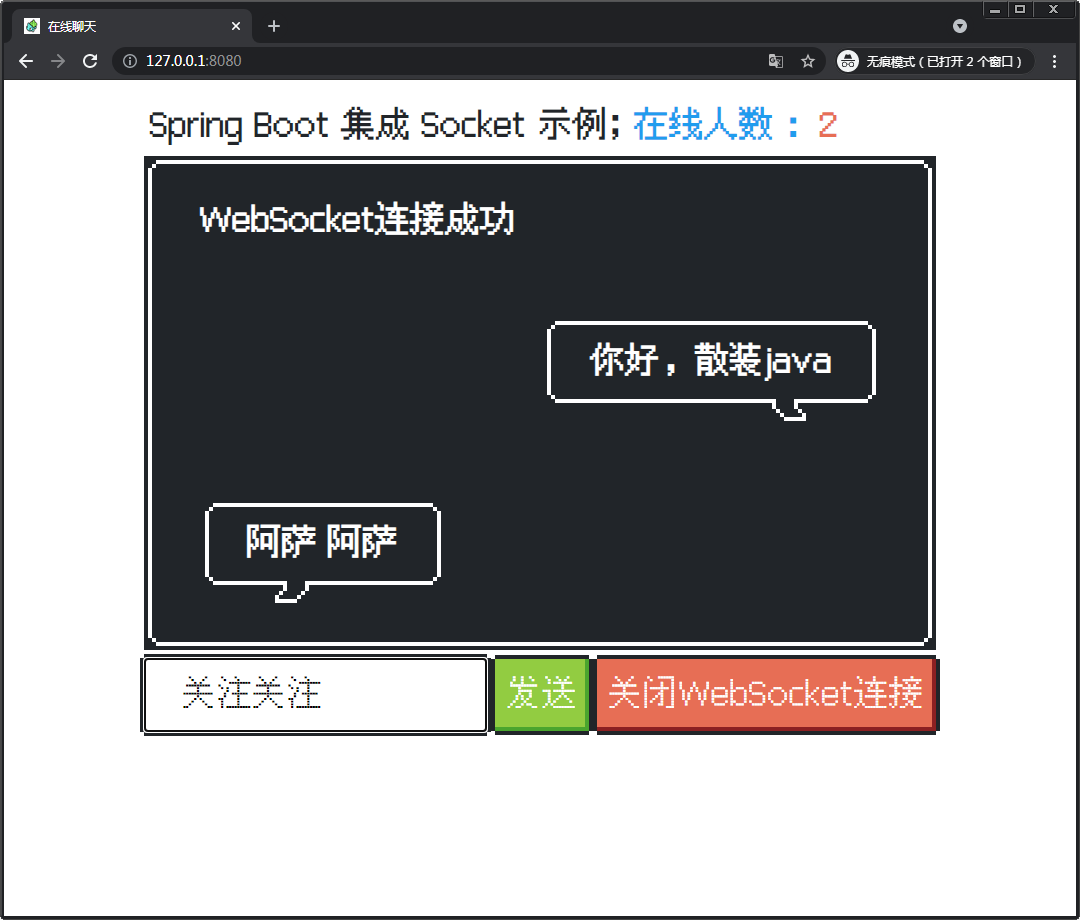 在线聊天
127.0.0.1:8080
无痕模式（已打开 2 个窗口）
Spring Boot 集成 Socket 示例；在线人数：2
WebSocket连接成功
你好，散装java
阿萨 阿萨
关注关注
发送
关闭WebSocket连接